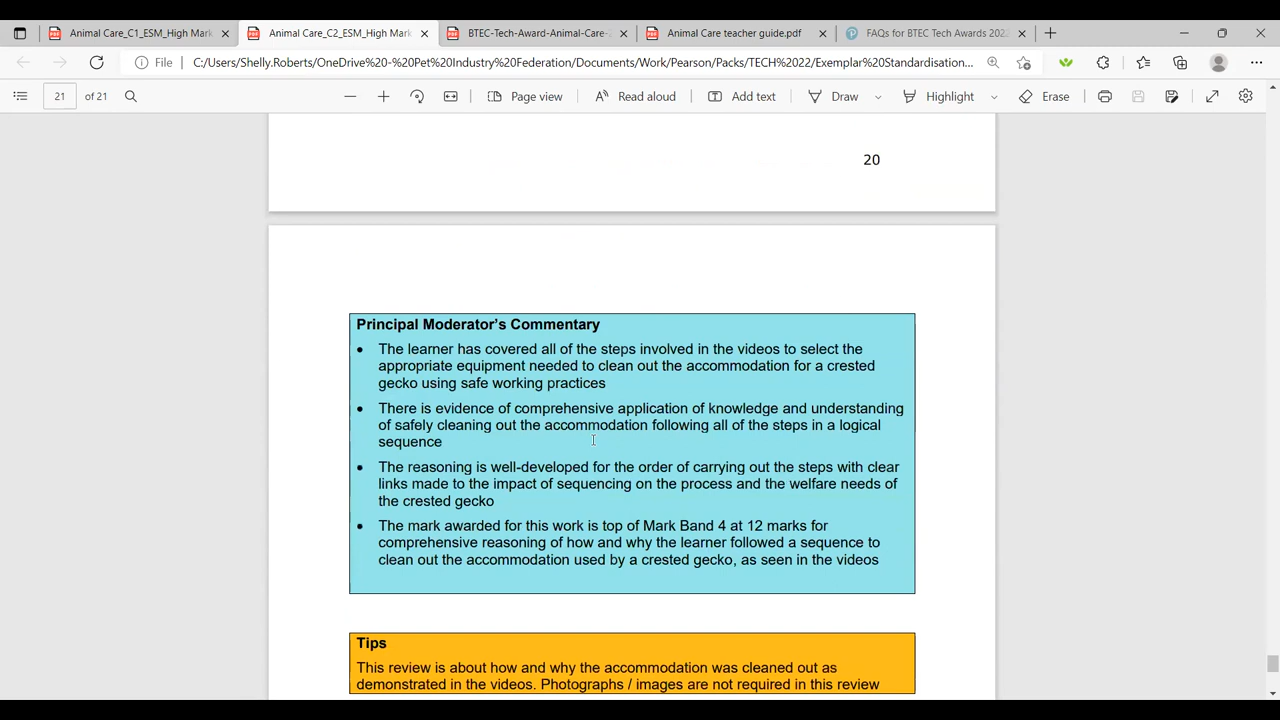 Animal Care_C1_ESM_High Mark
Animal Care_C2_ESM_High Mark
BTEC-Tech-Award-Animal-Care-
Animal Care teacher guide.pdf
FAQs for BTEC Tech Awards 2022
File
C:/Users/Shelly.Roberts/OneDrive%20-%20Pet%20Industry%20Federation/Documents/Work/Pearson/Packs/TECH%2022/Exemplar%20Standardisation...
21
of 21
Page view
Read aloud
Add text
Draw
Highlight
Erase
20
Principal Moderator's Commentary
• The learner has covered all of the steps involved in the videos to select the
appropriate equipment needed to clean out the accommodation for a crested
gecko using safe working practices
• There is evidence of comprehensive application of knowledge and understanding
of safely cleaning out the accommodation following all of the steps in a logical
sequence
• The reasoning is well-developed for the order of carrying out the steps with clear
links made to the impact of sequencing on the process and the welfare needs of
the crested gecko
• The mark awarded for this work is top of Mark Band 4 at 12 marks for
comprehensive reasoning of how and why the learner followed a sequence to
clean out the accommodation used by a crested gecko, as seen in the videos
Tips
This review is about how and why the accommodation was cleaned out as
demonstrated in the videos. Photographs / images are not required in this review